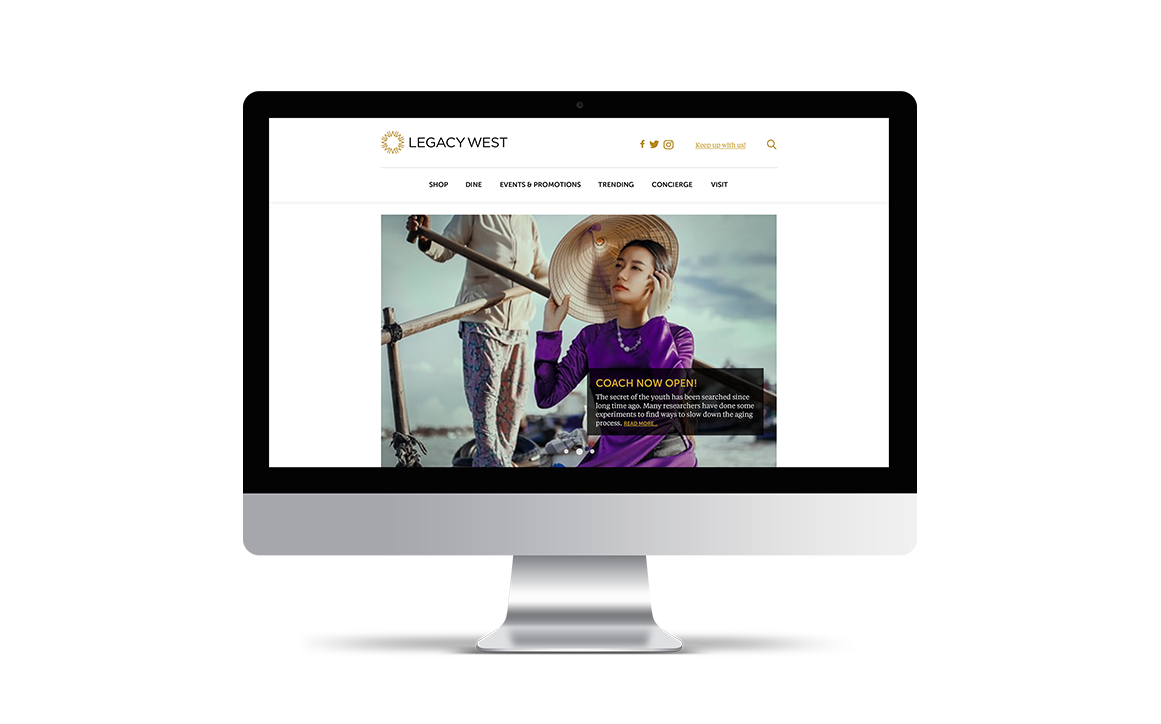 LEGACY WEST
Keep up with us!
SHOP DINE EVENTS & PROMOTIONS TRENDING CONCIERGE VISIT
COACH NOW OPEN!
The secret of the youth has been searched since
long time ago. Many researchers have done some
experiments to find ways to slow down the aging
process. READ MORE...